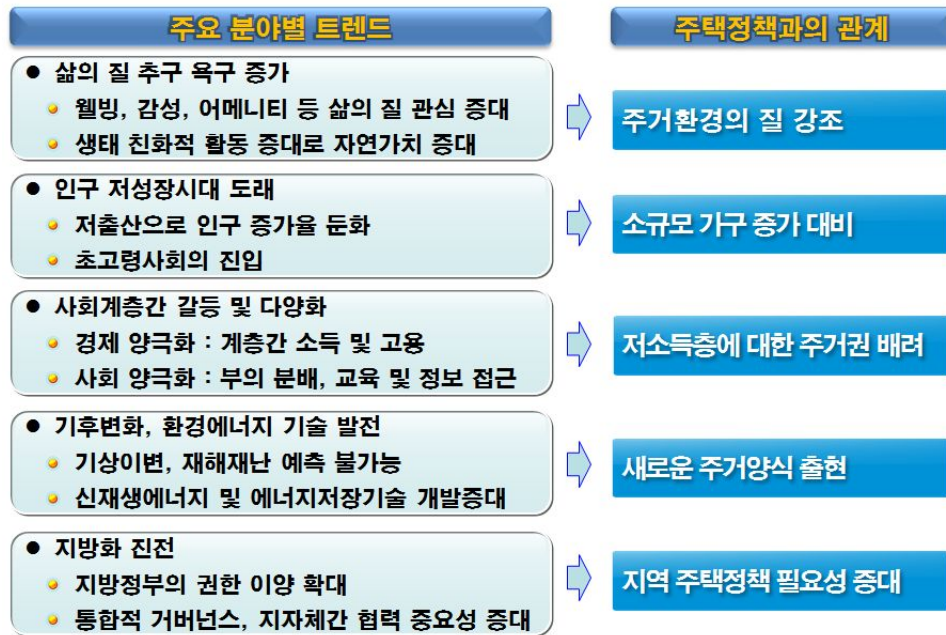 주요 분야별 트렌드
주택정책과의 관계
● 삶의 질 추구 욕구 증가
웰빙, 감성, 어메니티 등 삶의 질 관심 증대
생태 친화적 활동 증대로 자연가치 증대
주거환경의 질 강조
● 인구 저성장시대 도래
저출산으로 인구 증가율 둔화
초고령사회의 진입
소규모 가구 증가 대비
● 사회계층간 갈등 및 다양화
경제 양극화 : 계층간 소득 및 고용
사회 양극화 : 부의 분배, 교육 및 정보 접근
저소득층에 대한 주거권 배려
● 기후변화, 환경에너지 기술 발전
기상이변, 재해재난 예측 불가능
신재생에너지 및 에너지저장기술 개발증대
새로운 주거양식 출현
● 지방화 진전
지방정부의 권한 이양 확대
통합적 거버넌스, 지자체간 협력 중요성 증대
지역 주택정책 필요성 증대